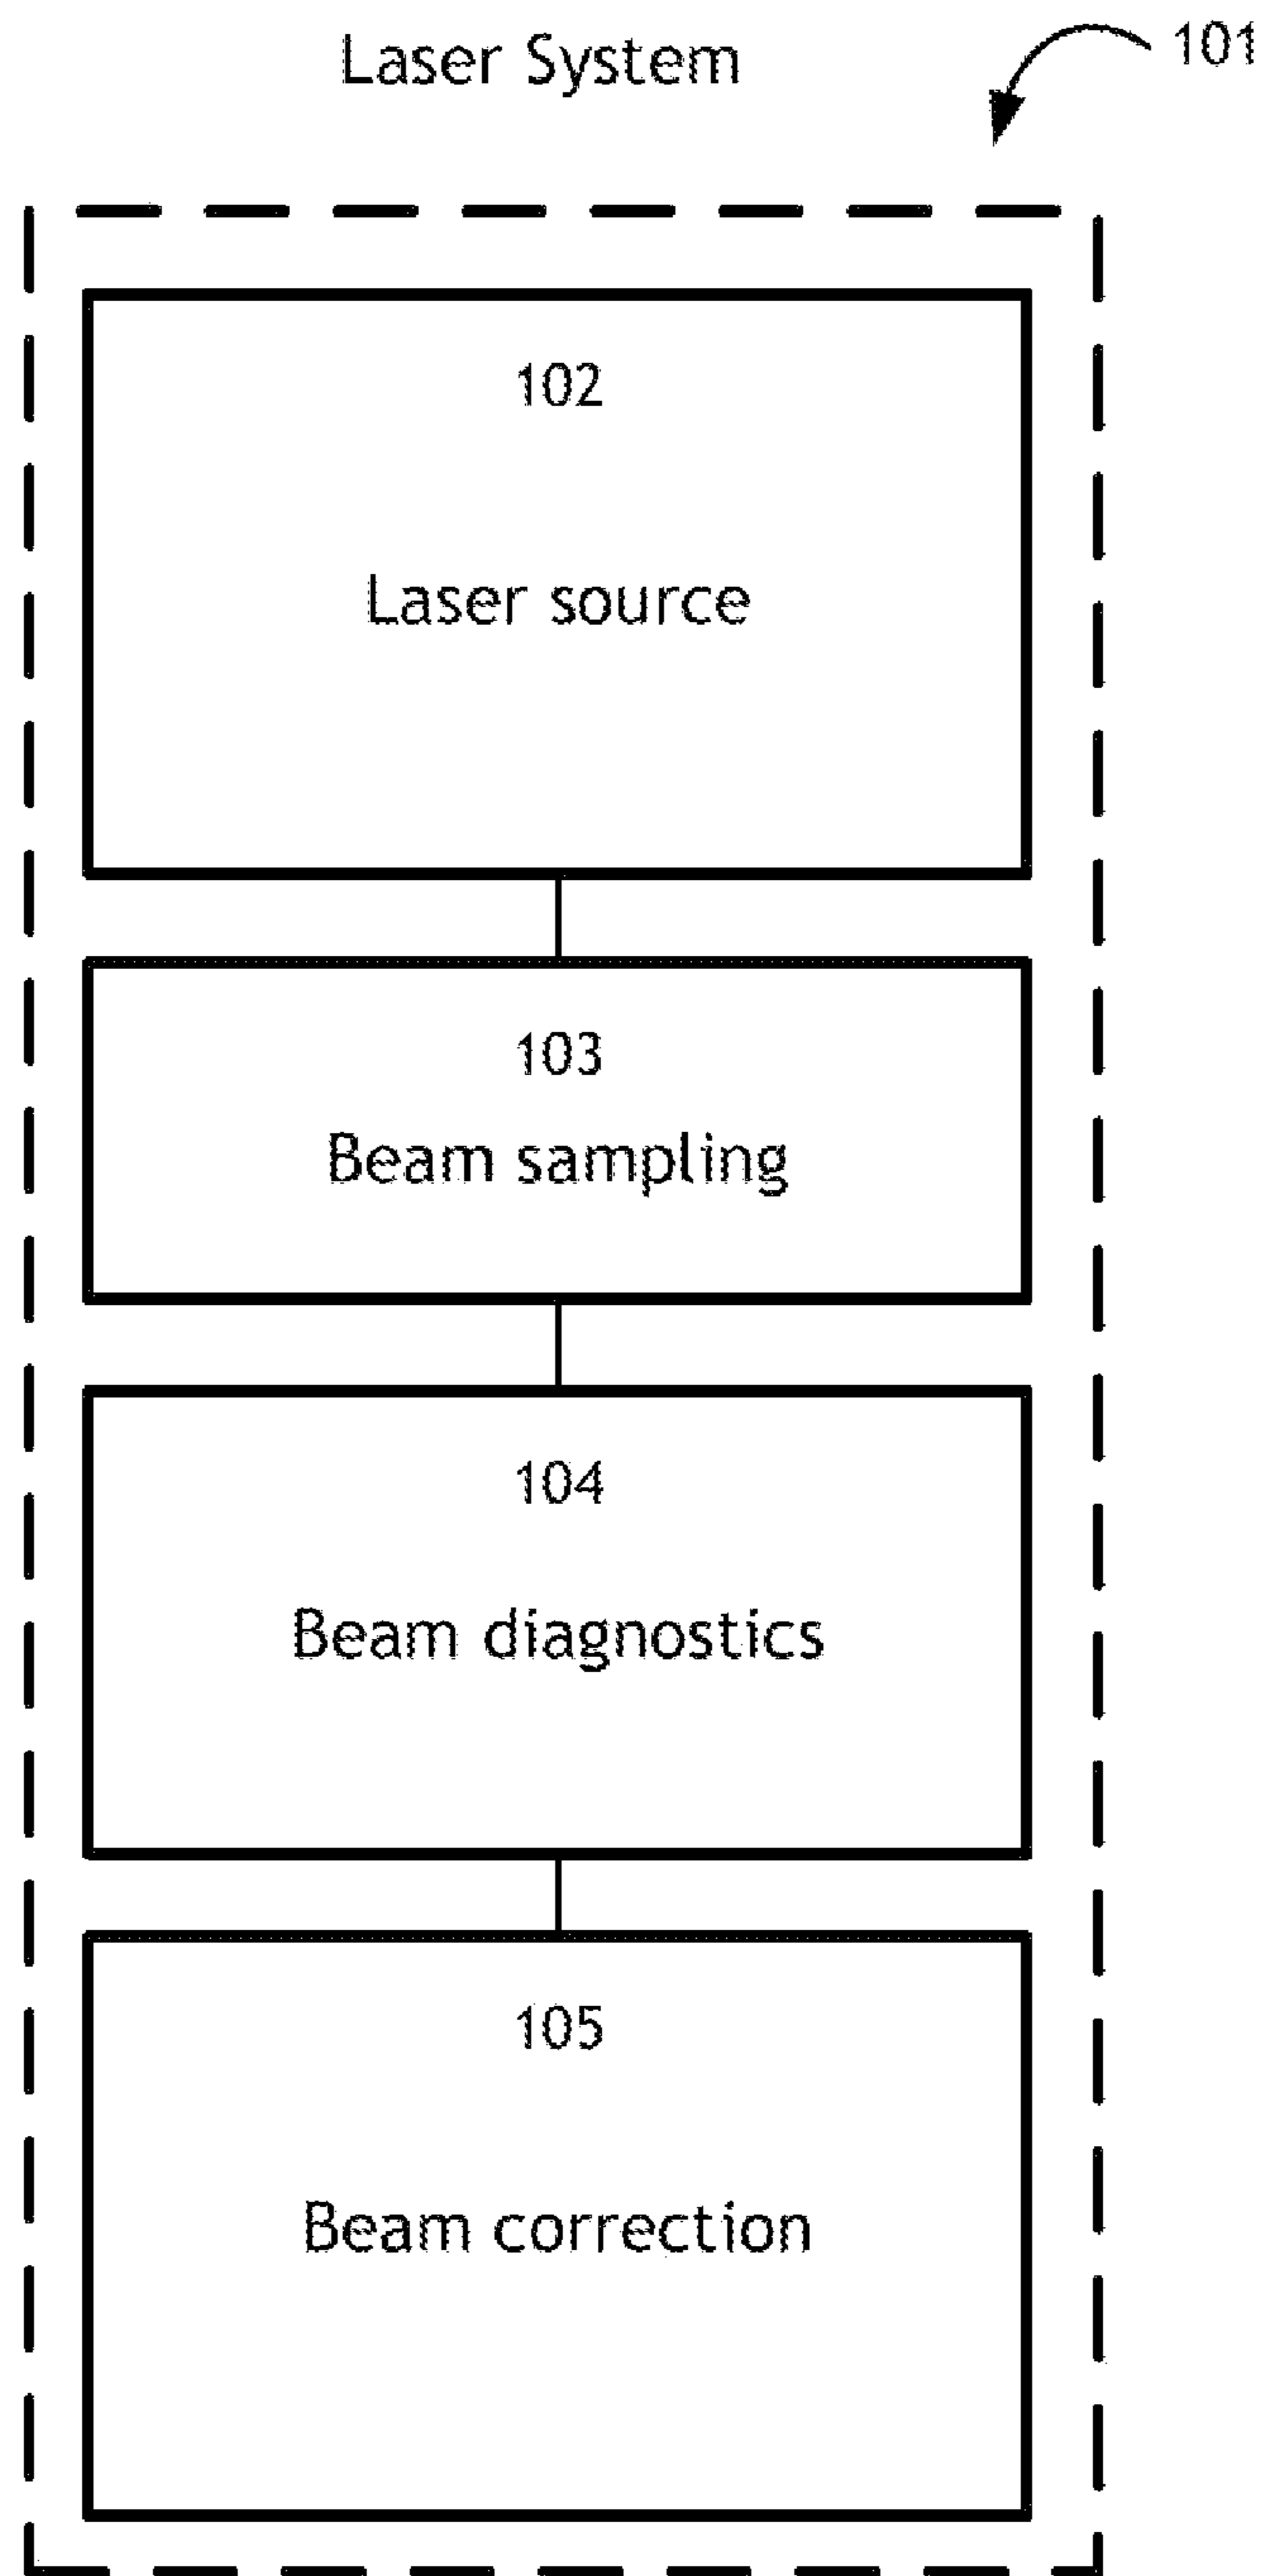 Laser System
101
102
Laser source
103
Beam sampling
104
Beam diagnostics
105
Beam correction